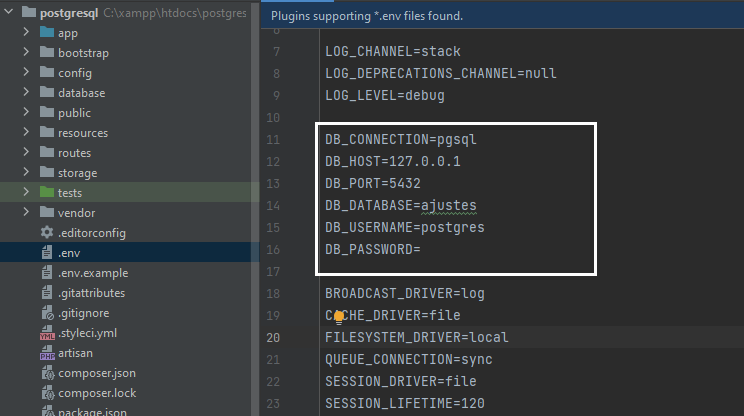 postgresql C:\xampp\htdocs\postgres
app
bootstrap
config
database
public
resources
routes
storage
tests
vendor
.editorconfig
.env
.env.example
.gitattributes
.gitignore
.styleci.yml
artisan
composer.json
composer.lock
package.json
Plugins supporting *.env files found.
7 LOG_CHANNEL=stack
8 LOG_DEPRECATIONS_CHANNEL=null
9 LOG_LEVEL=debug
10
11 DB_CONNECTION=pgsql
12 DB_HOST=127.0.0.1
13 DB_PORT=5432
14 DB_DATABASE=ajustes
15 DB_USERNAME=postgres
16 DB_PASSWORD=
17
18 BROADCAST_DRIVER=log
19 CACHE_DRIVER=file
20 FILESYSTEM_DRIVER=local
21 QUEUE_CONNECTION=sync
22 SESSION_DRIVER=file
23 SESSION_LIFETIME=120